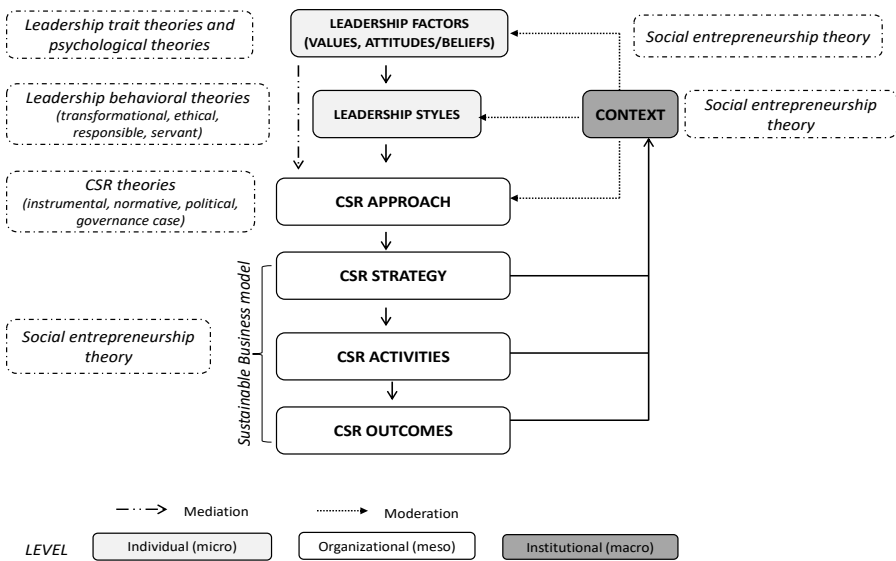 Leadership trait theories and
psychological theories
LEADERSHIP FACTORS
(VALUES, ATTITUDES/BELIEFS)
Social entrepreneurship theory
Leadership behavioral theories
(transformational, ethical,
responsible, servant)
LEADERSHIP STYLES
CONTEXT
Social entrepreneurship
theory
CSR theories
(instrumental, normative, political,
governance case)
CSR APPROACH
Sustainable Business model
CSR STRATEGY
Social entrepreneurship
theory
CSR ACTIVITIES
CSR OUTCOMES
Mediation
Moderation
LEVEL
Individual (micro)
Organizational (meso)
Institutional (macro)